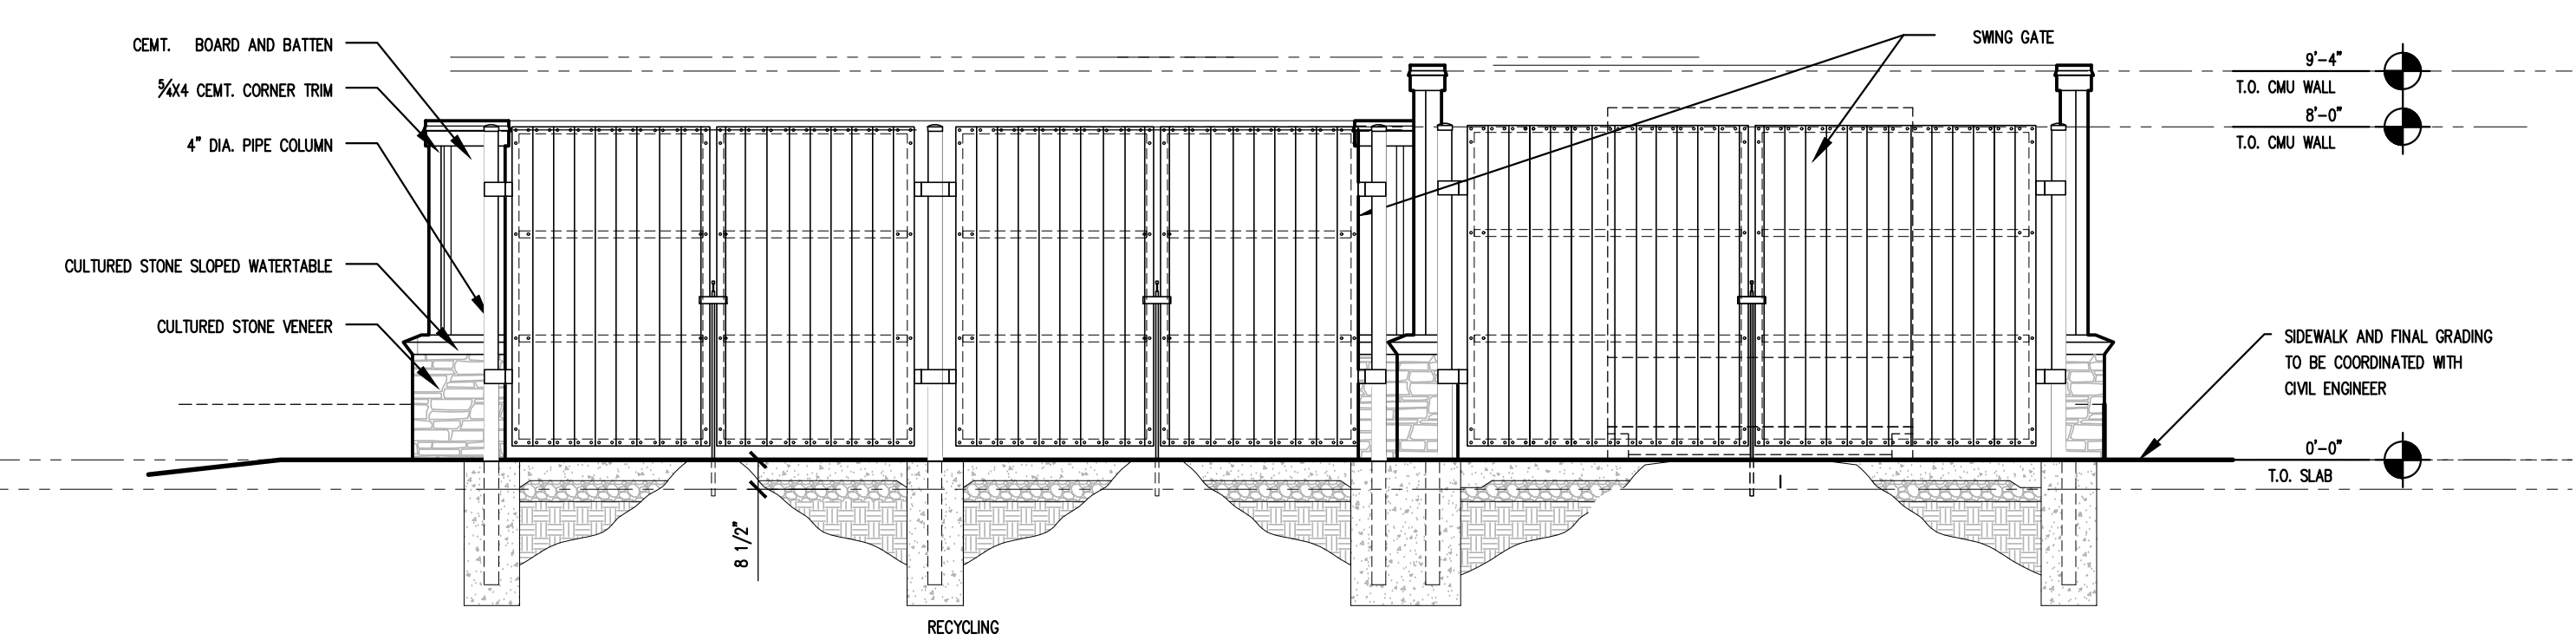 CEMT. BOARD AND BATTEN
5/4X4 CEMT. CORNER TRIM
4" DIA. PIPE COLUMN
CULTURED STONE SLOPED WATERTABLE
CULTURED STONE VENEER
SWING GATE
9'-4"
T.O. CMU WALL
8'-0"
T.O. CMU WALL
SIDEWALK AND FINAL GRADING
TO BE COORDINATED WITH
CIVIL ENGINEER
0'-0"
T.O. SLAB
8 1/2"
RECYCLING